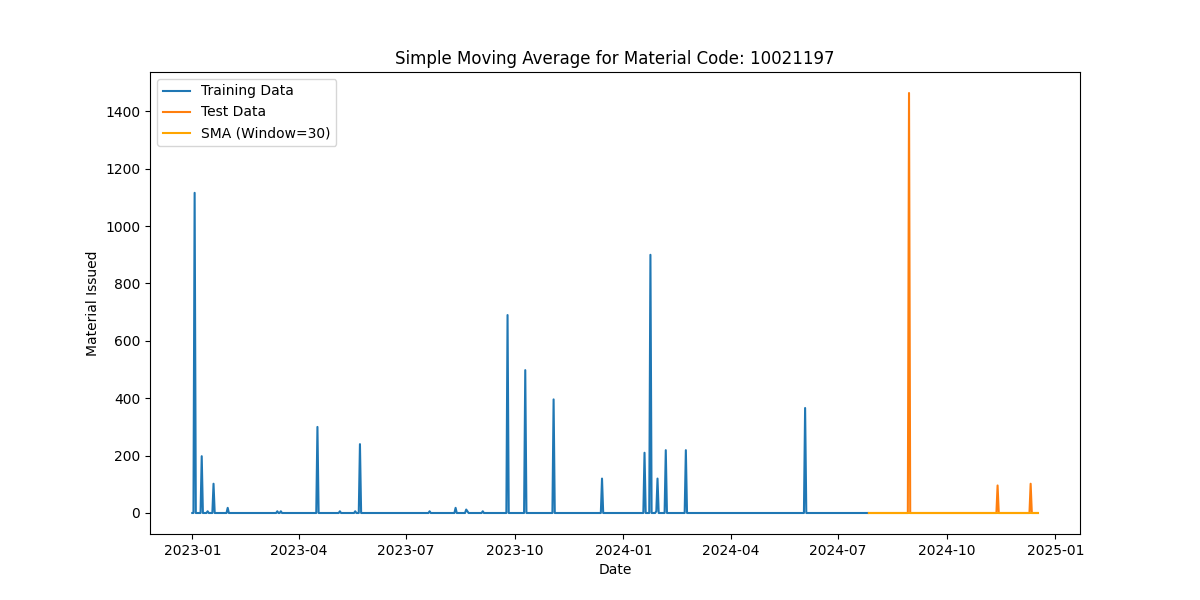 Simple Moving Average for Material Code: 10021197
Training Data
Test Data
SMA (Window=30)
Material Issued
1400
1200
1000
800
600
400
200
0
2023-01 2023-04 2023-07 2023-10 2024-01 2024-04 2024-07 2024-10 2025-01
Date